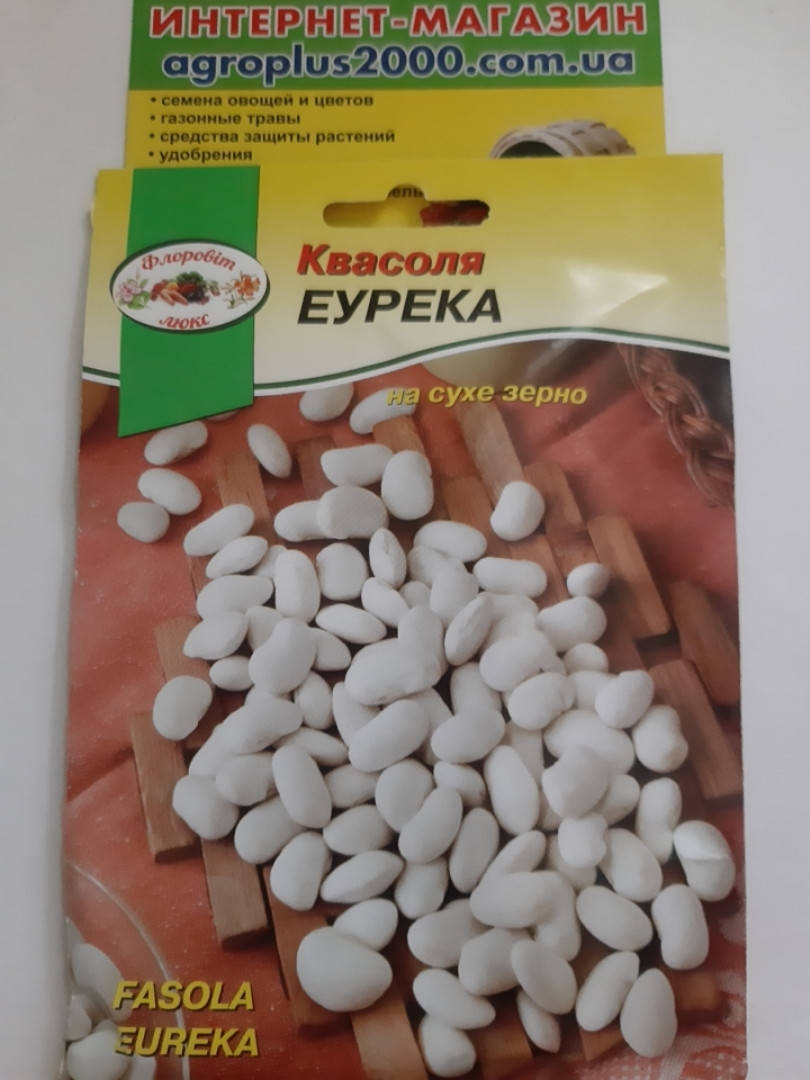 ИНТЕРНЕТ-МАГАЗИН
agroplus2000.com.ua
• семена овощей и цветов
• газонные травы
• средства защиты растений
• удобрения
Флоровіт
люкс
Квасоля
ЕУРЕКА
на сухе зерно
FASOLA
EUREKA